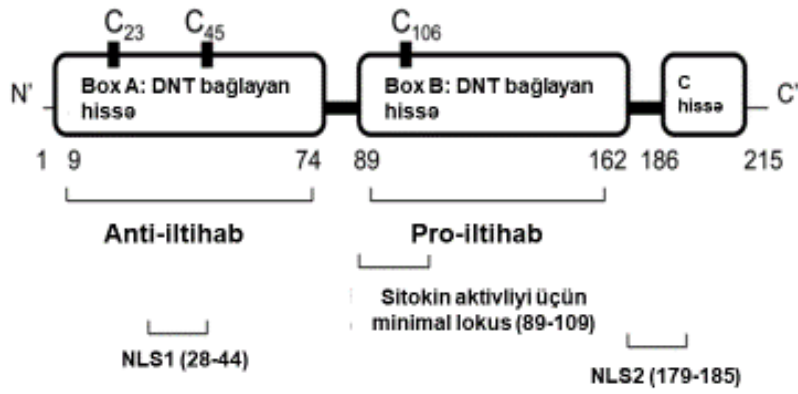 C23 C45 C106
N' Box A: DNT bağlayan hissə Box B: DNT bağlayan hissə C hissə C'
1 9 74 89 162 186 215
Anti-iltihab Pro-iltihab
Sitokin aktivliyi üçün
minimal lokus (89-109)
NLS1 (28-44)
NLS2 (179-185)